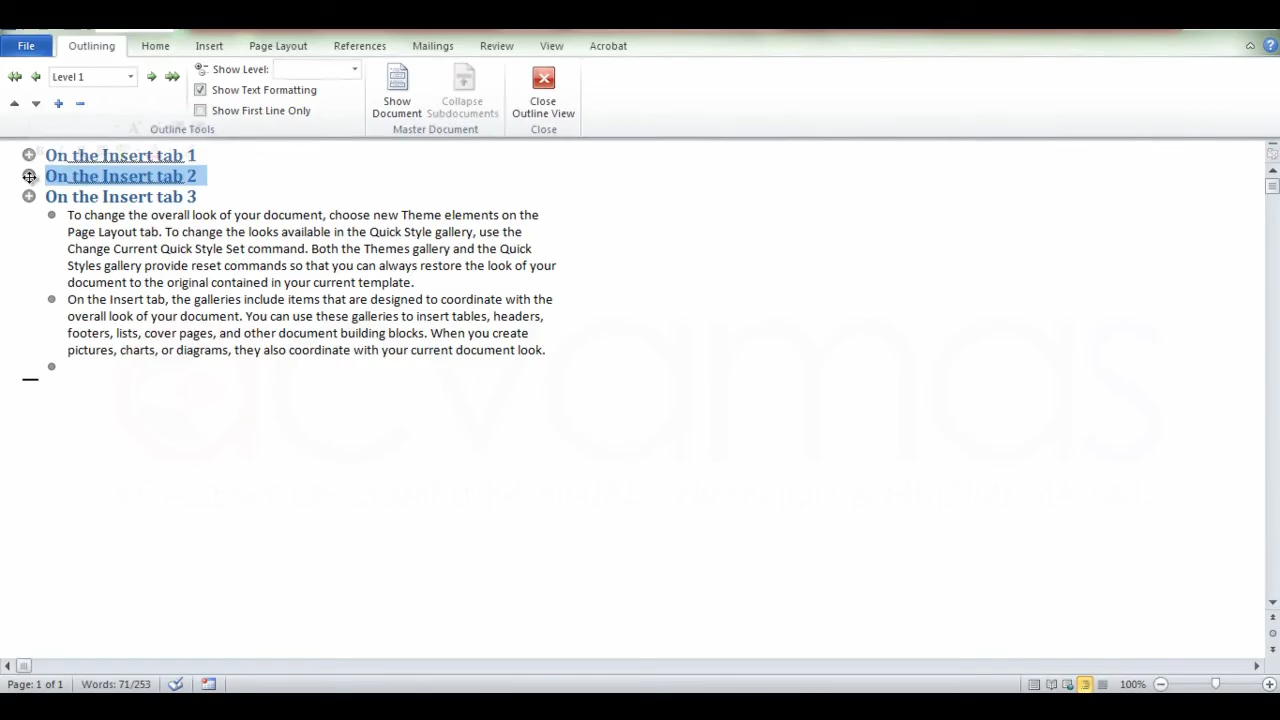 File Outlining Home Insert Page Layout References Mailings Review View Acrobat
Level 1
Show Level:
Show Text Formatting
Show First Line Only
Outline Tools
Show Document
Collapse Subdocuments
Master Document
Close Outline View
Close
On the Insert tab 1
On the Insert tab 2
On the Insert tab 3
To change the overall look of your document, choose new Theme elements on the
Page Layout tab. To change the looks available in the Quick Style gallery, use the
Change Current Quick Style Set command. Both the Themes gallery and the Quick
Styles gallery provide reset commands so that you can always restore the look of your
document to the original contained in your current template.
On the Insert tab, the galleries include items that are designed to coordinate with the
overall look of your document. You can use these galleries to insert tables, headers,
footers, lists, cover pages, and other document building blocks. When you create
pictures, charts, or diagrams, they also coordinate with your current document look.
acvamas
Page: 1 of 1 Words: 71/253 100%